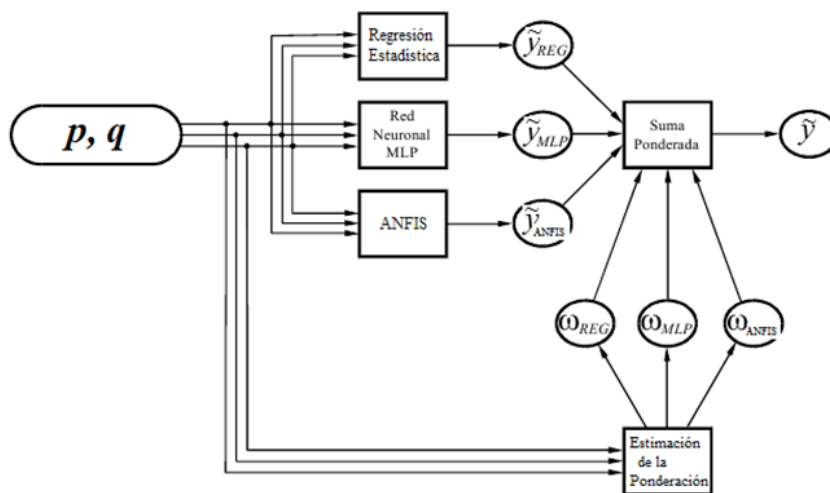 Regresión
Estadística
ỹREG
p, q
Red
Neuronal
MLP
ỹMLP
Suma
Ponderada
ỹ
ANFIS
ỹANFIS
ωREG
ωMLP
ωANFIS
Estimación
de la
Ponderación